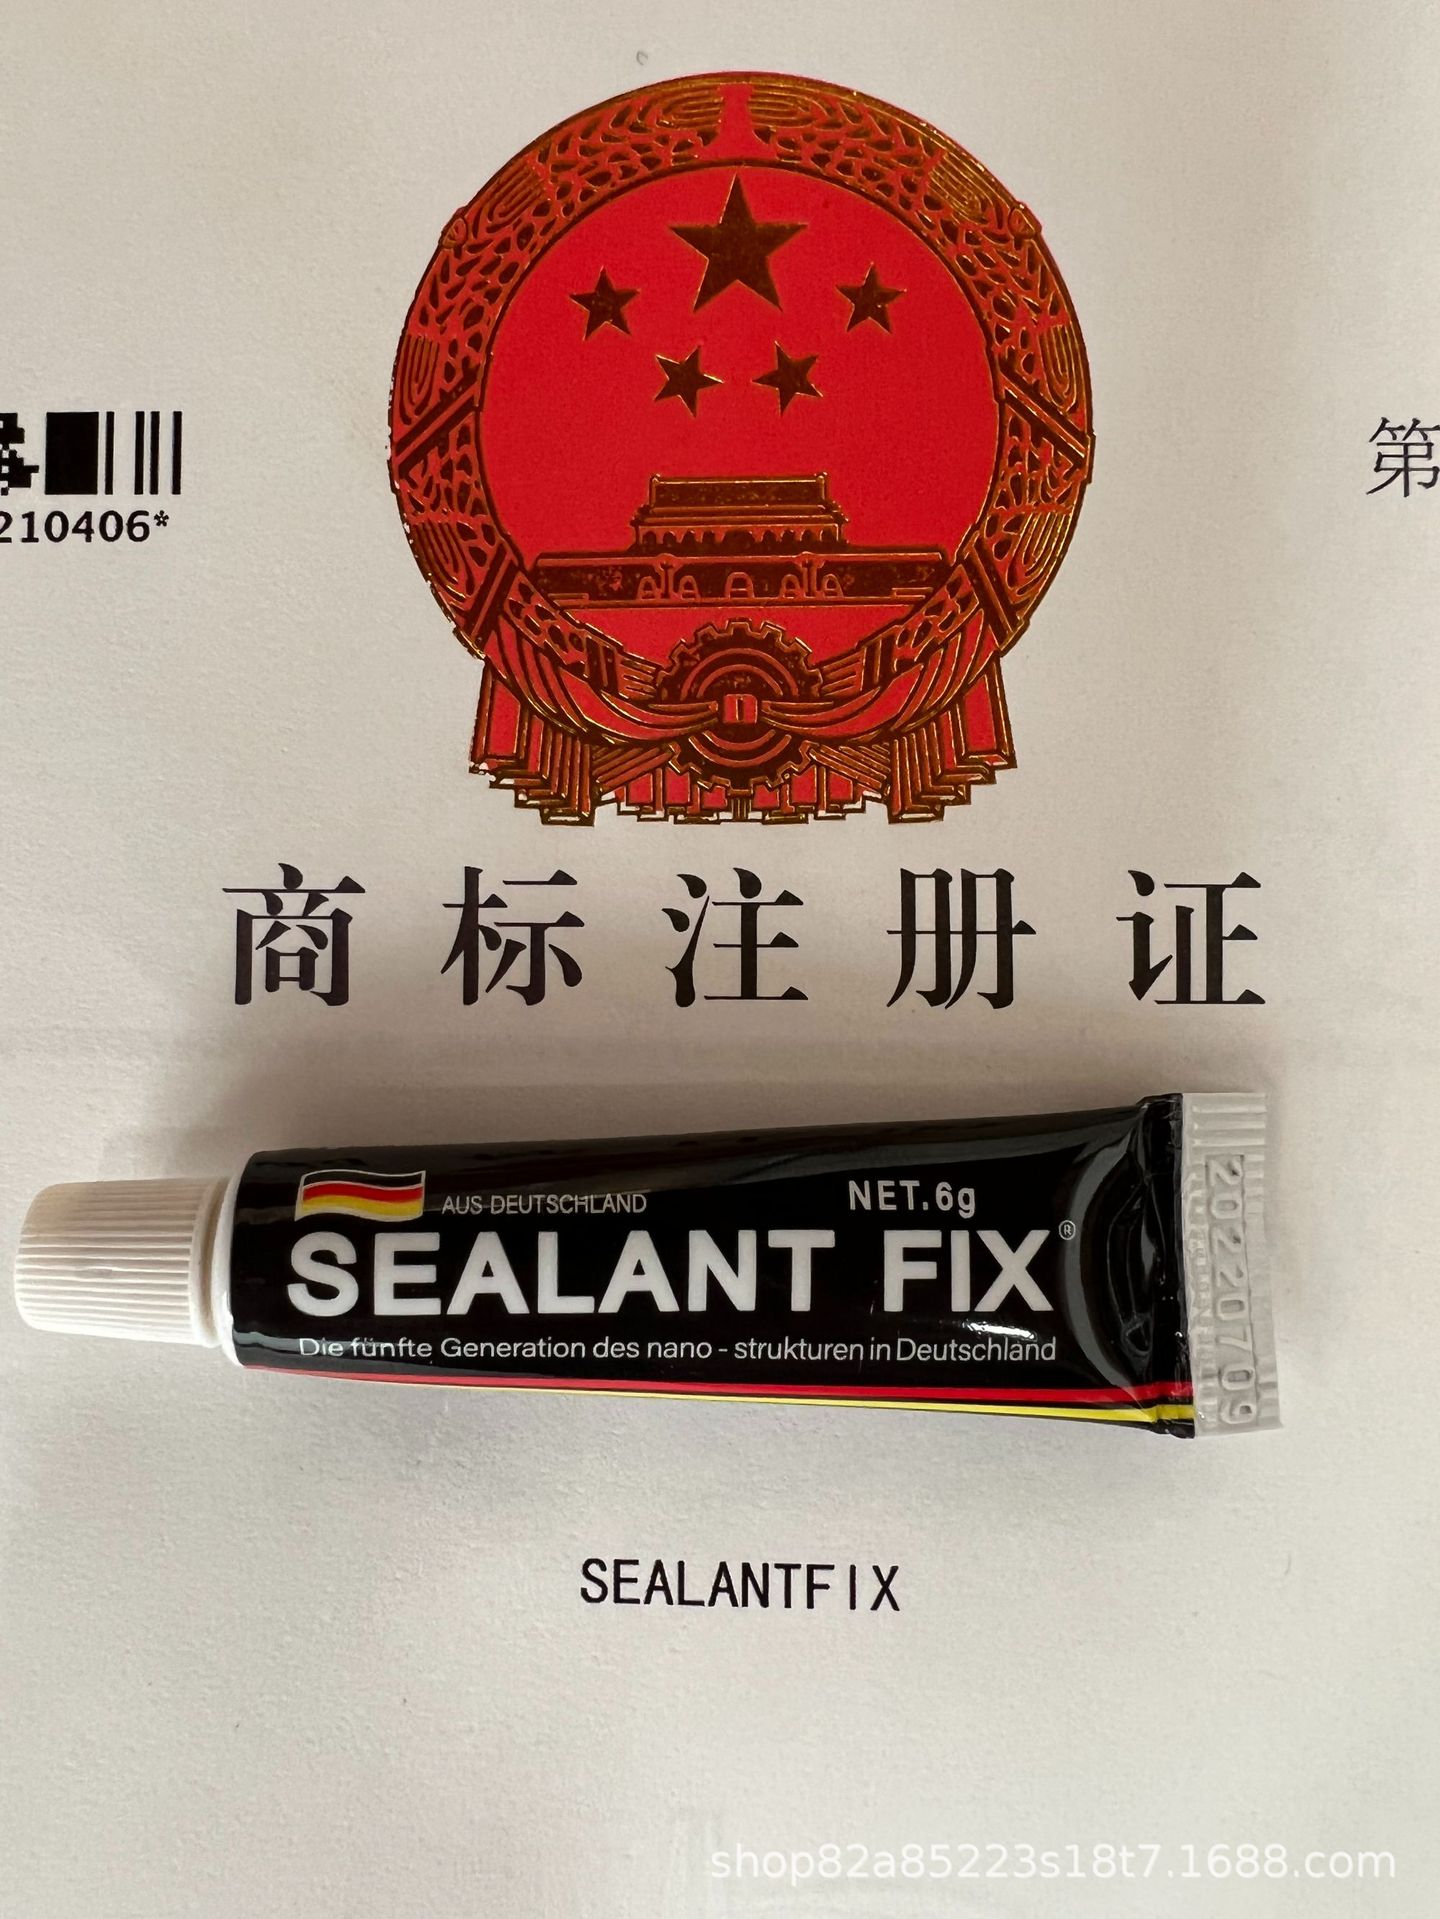 210406*
第
商标注册证
AUS DEUTSCHLAND
NET.6g
SEALANT FIX®
Die fünfte Generation des nano - strukturen in Deutschland
20220709
SEALANTFIX
shop82a85223s18t7.1688.com